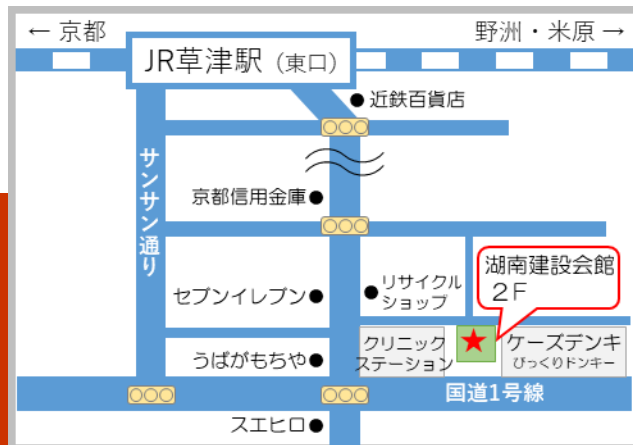 ← 京都
野洲・米原 →
JR草津駅（東口）
近鉄百貨店
サンサン通り
京都信用金庫
湖南建設会館
２Ｆ
リサイクル
ショップ
セブンイレブン
クリニック
ステーション
ケーズデンキ
びっくりドンキー
うばがもちや
国道1号線
スエヒロ